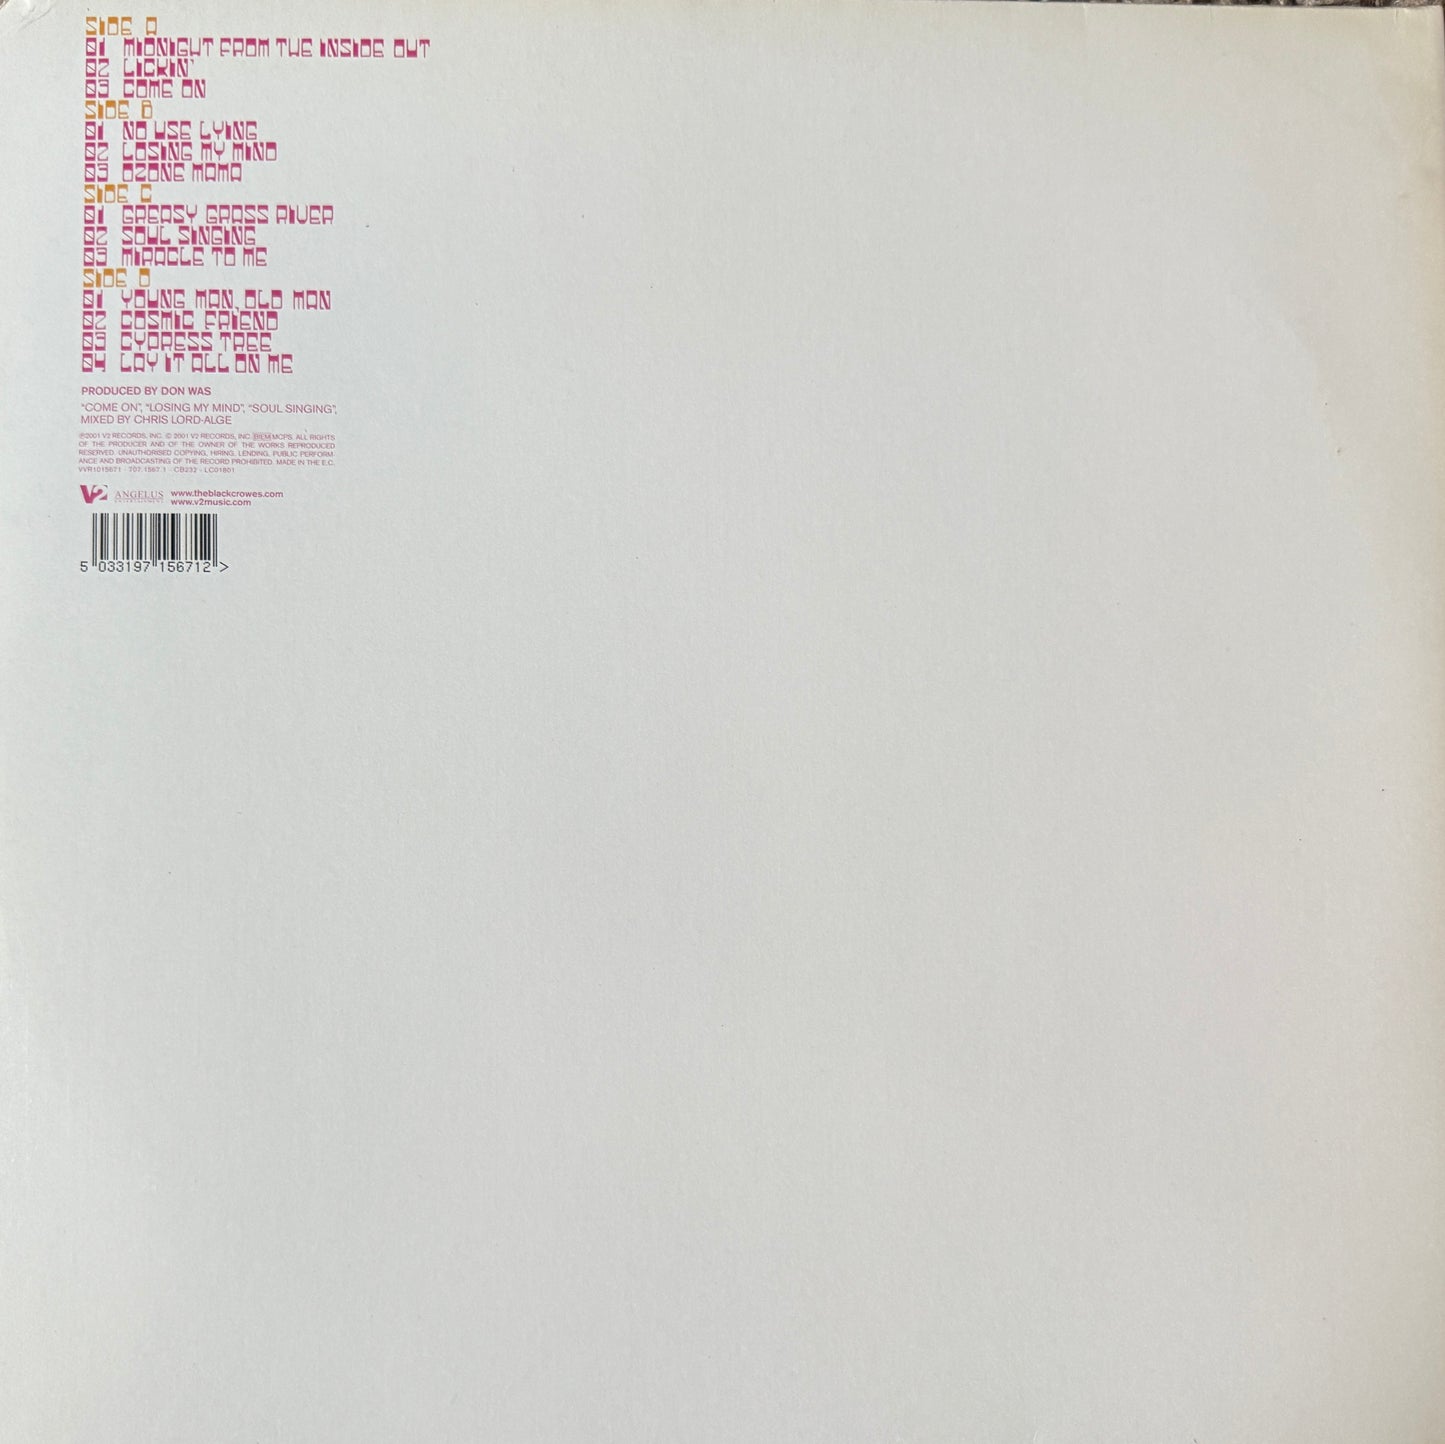 SIDE A
01 MIDNIGHT FROM THE INSIDE OUT
02 LICKIN'
03 COME ON
SIDE B
01 NO USE LYING
02 LOSING MY MIND
03 OZONE MAMA
SIDE C
01 GREASY GRASS RIVER
02 SOUL SINGING
03 MIRACLE TO ME
SIDE D
01 YOUNG MAN, OLD MAN
02 COSMIC FRIEND
03 CYPRESS TREE
04 LAY IT ALL ON ME
PRODUCED BY DON WAS
"COME ON", "LOSING MY MIND", "SOUL SINGING",
MIXED BY CHRIS LORD-ALGE
℗2001 V2 RECORDS, INC. © 2001 V2 RECORDS, INC. BIEM MCPS. ALL RIGHTS
OF THE PRODUCER AND OF THE OWNER OF THE WORKS REPRODUCED
RESERVED. UNAUTHORISED COPYING, HIRING, LENDING, PUBLIC PERFORM-
ANCE AND BROADCASTING OF THE RECORD PROHIBITED. MADE IN THE E.C.
VVR1015671 · 707.1567.1 · CB232 · LC01801
V2 ANGELUS ENTERTAINMENT www.theblackcrowes.com
www.v2music.com
5 033197 156712 >